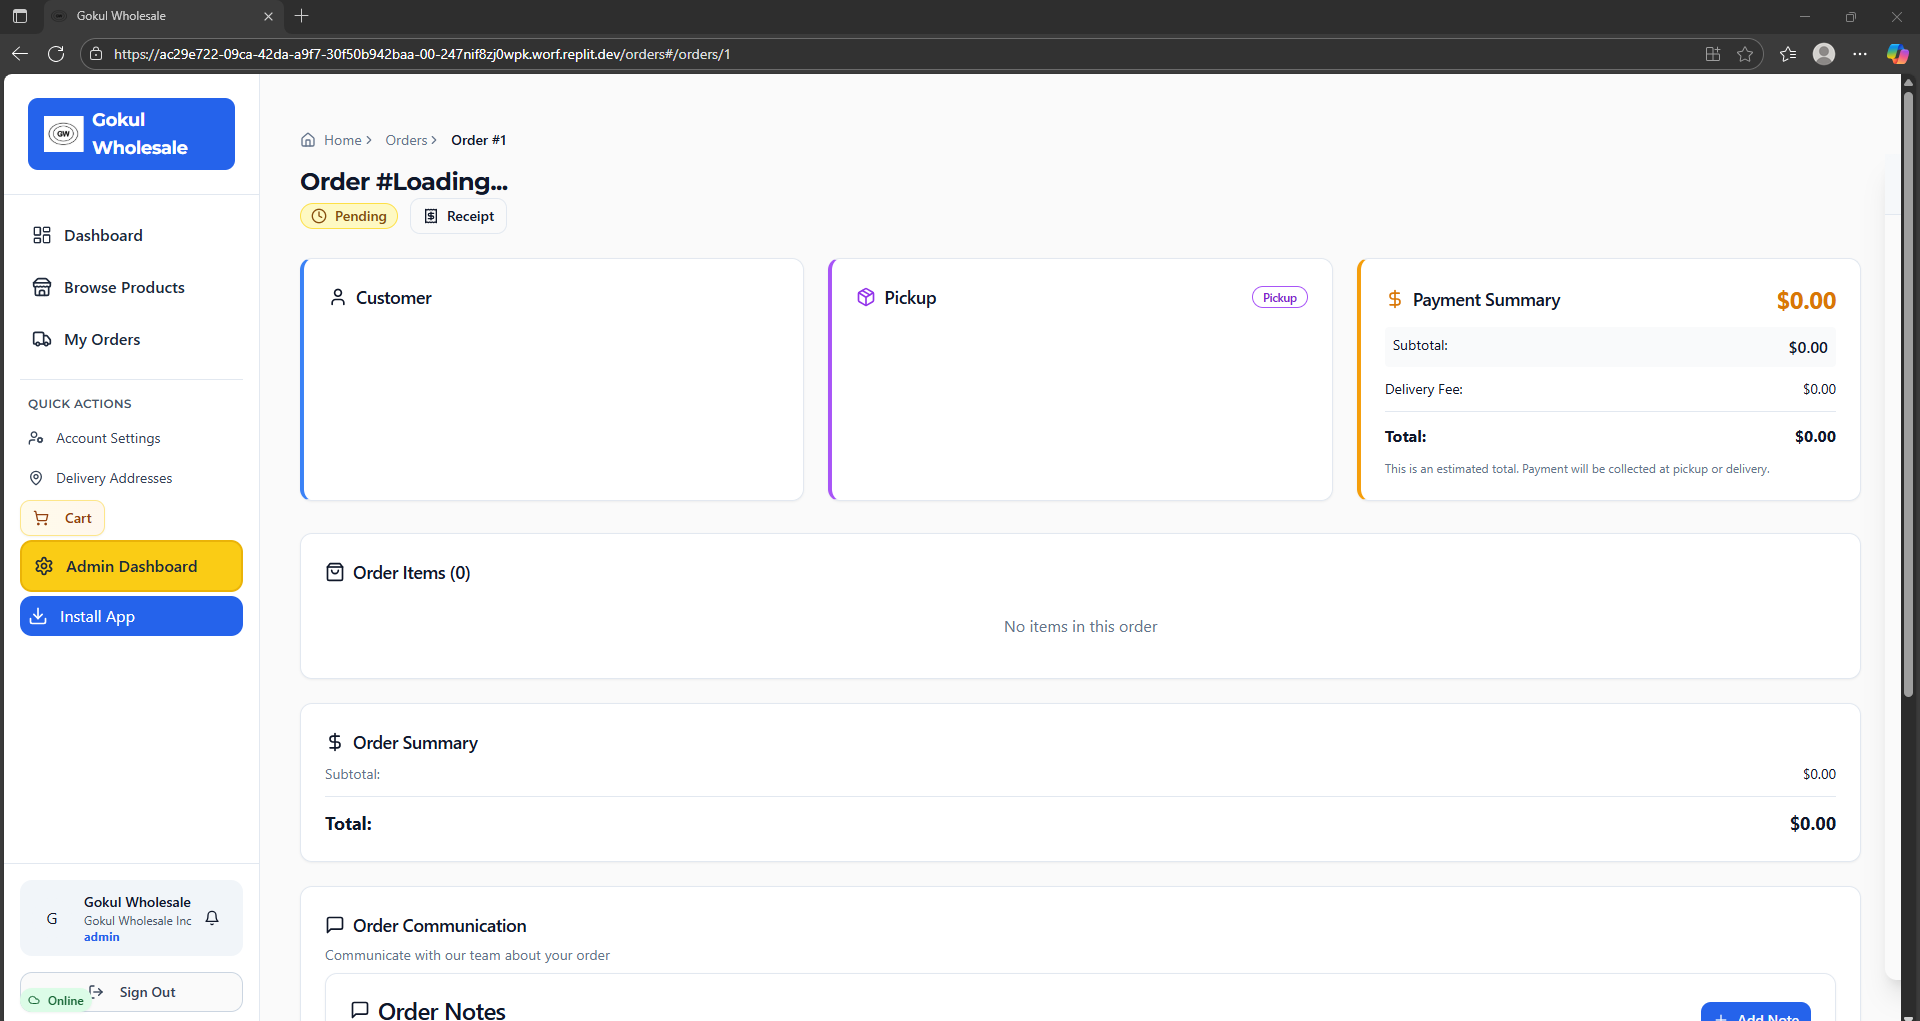 Gokul Wholesale
https://ac29e722-09ca-42da-a9f7-30f50b942baa-00-247nif8zj0wpk.worf.replit.dev/orders#/orders/1
GW
Gokul
Wholesale
Dashboard
Browse Products
My Orders
QUICK ACTIONS
Account Settings
Delivery Addresses
Cart
Admin Dashboard
Install App
G
Gokul Wholesale
Gokul Wholesale Inc
admin
Sign Out
Online
Home
Orders
Order #1
Order #Loading...
Pending
Receipt
Customer
Pickup
Pickup
Payment Summary
$0.00
Subtotal:
$0.00
Delivery Fee:
$0.00
Total:
$0.00
This is an estimated total. Payment will be collected at pickup or delivery.
Order Items (0)
No items in this order
Order Summary
Subtotal:
$0.00
Total:
$0.00
Order Communication
Communicate with our team about your order
Order Notes
Add Note